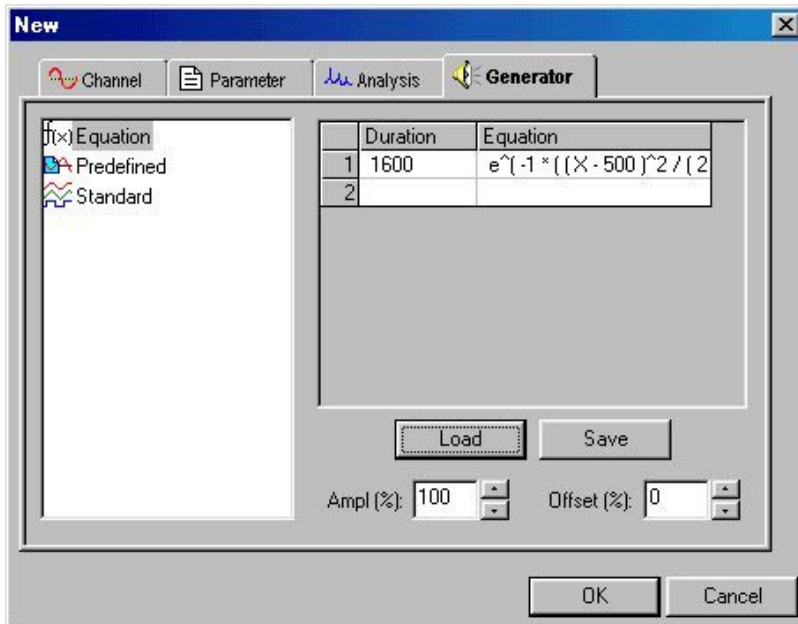 New
Channel
Parameter
Analysis
Generator
f(x) Equation
Predefined
Standard
Duration Equation
1 1600 e^( -1 * ( ( X - 500 )^2 / ( 2
2
Load
Save
Ampl (%): 100
Offset (%): 0
OK
Cancel